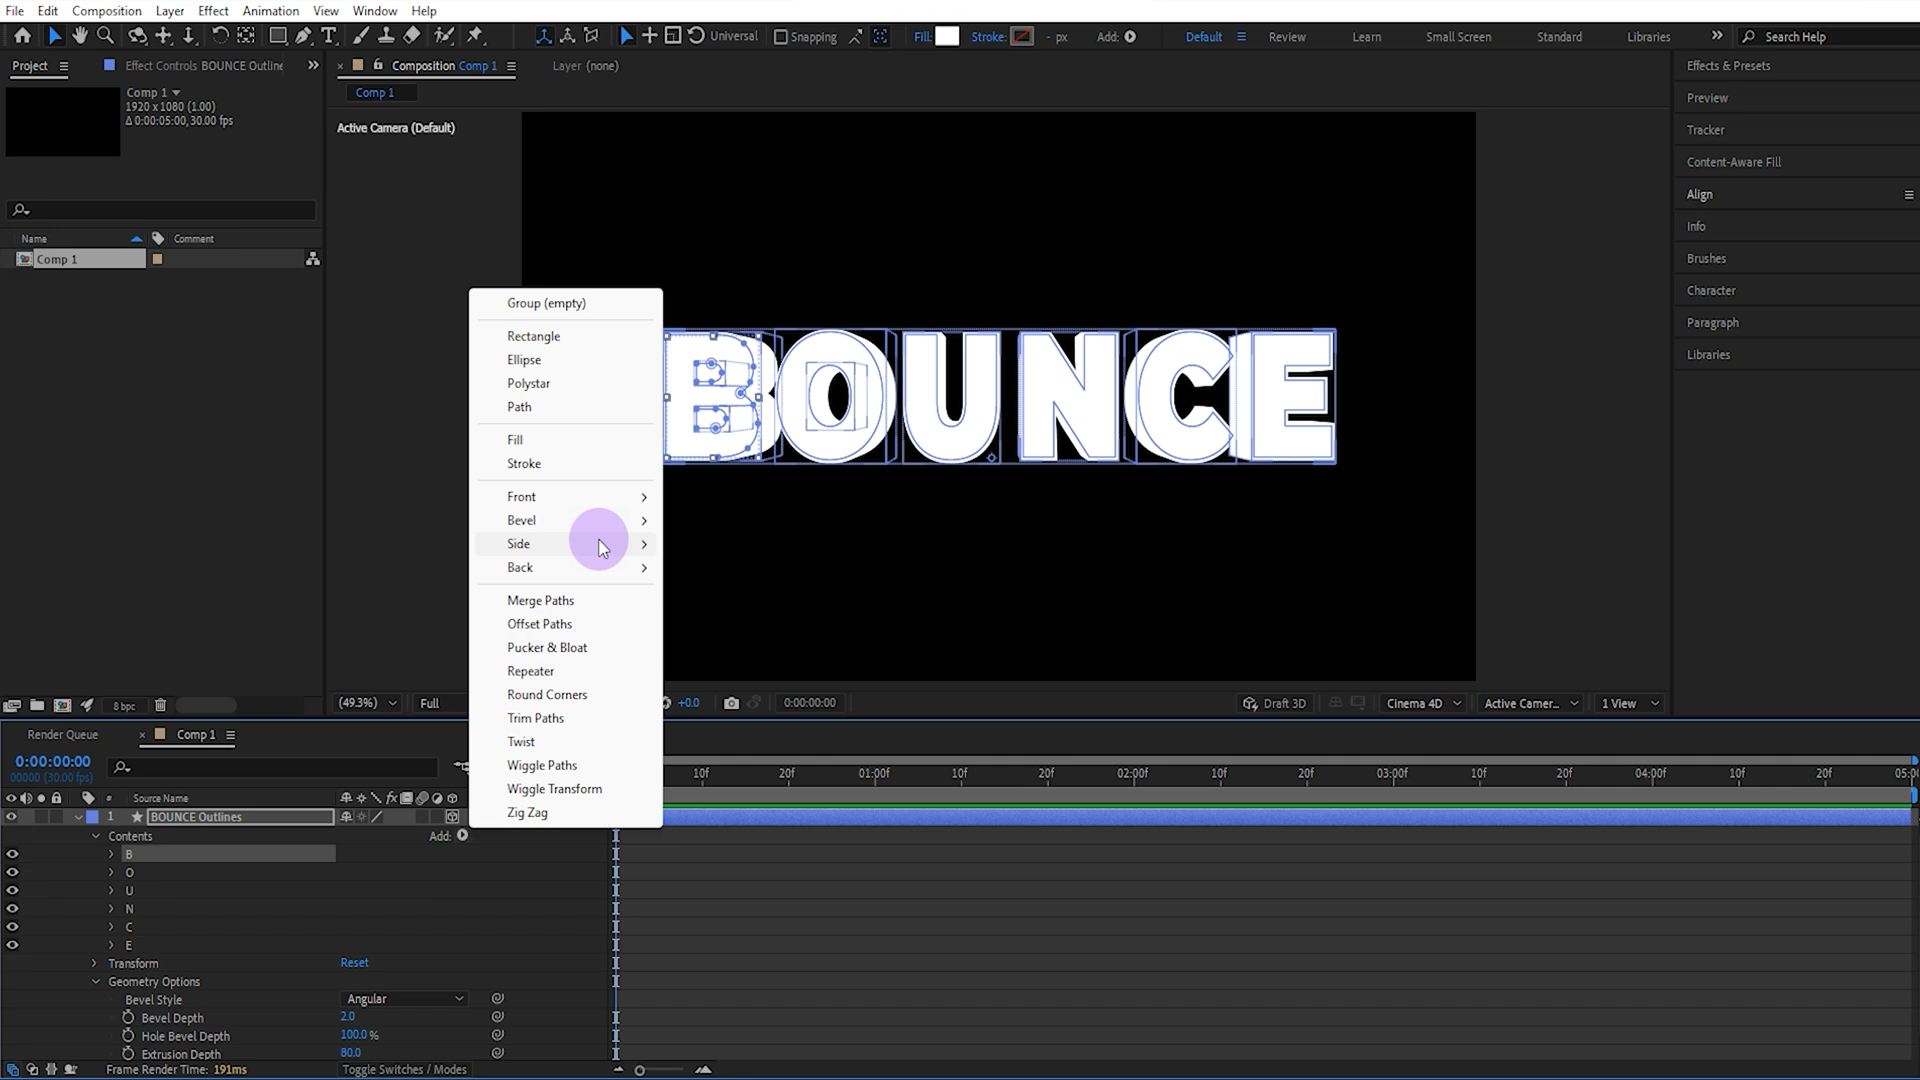 File Edit Composition Layer Effect Animation View Window Help
Universal Snapping Fill: Stroke: - px Add: Default Review Learn Small Screen Standard Libraries Search Help
Project Effect Controls BOUNCE Outline Composition Comp 1 Layer (none) Effects & Presets
Comp 1
1920 x 1080 (1.00)
Δ 0:00:05:00, 30.00 fps
Comp 1
Active Camera (Default)
Preview
Tracker
Content-Aware Fill
Align
Info
Brushes
Character
Paragraph
Libraries
Name Comment
Comp 1
Group (empty)
Rectangle
Ellipse
Polystar
Path
Fill
Stroke
Front
Bevel
Side
Back
Merge Paths
Offset Paths
Pucker & Bloat
Repeater
Round Corners
Trim Paths
Twist
Wiggle Paths
Wiggle Transform
Zig Zag
BOUNCE
8 bpc (49.3%) Full +0.0 0:00:00:00 Draft 3D Cinema 4D Active Camer... 1 View
Render Queue Comp 1
0:00:00:00
00000 (30.00 fps)
10f 20f 01:00f 10f 20f 02:00f 10f 20f 03:00f 10f 20f 04:00f 10f 20f 05:00
# Source Name fx
1 BOUNCE Outlines
Contents Add:
B
O
U
N
C
E
Transform Reset
Geometry Options
Bevel Style Angular
Bevel Depth 2.0
Hole Bevel Depth 100.0 %
Extrusion Depth 80.0
Frame Render Time: 191ms Toggle Switches / Modes